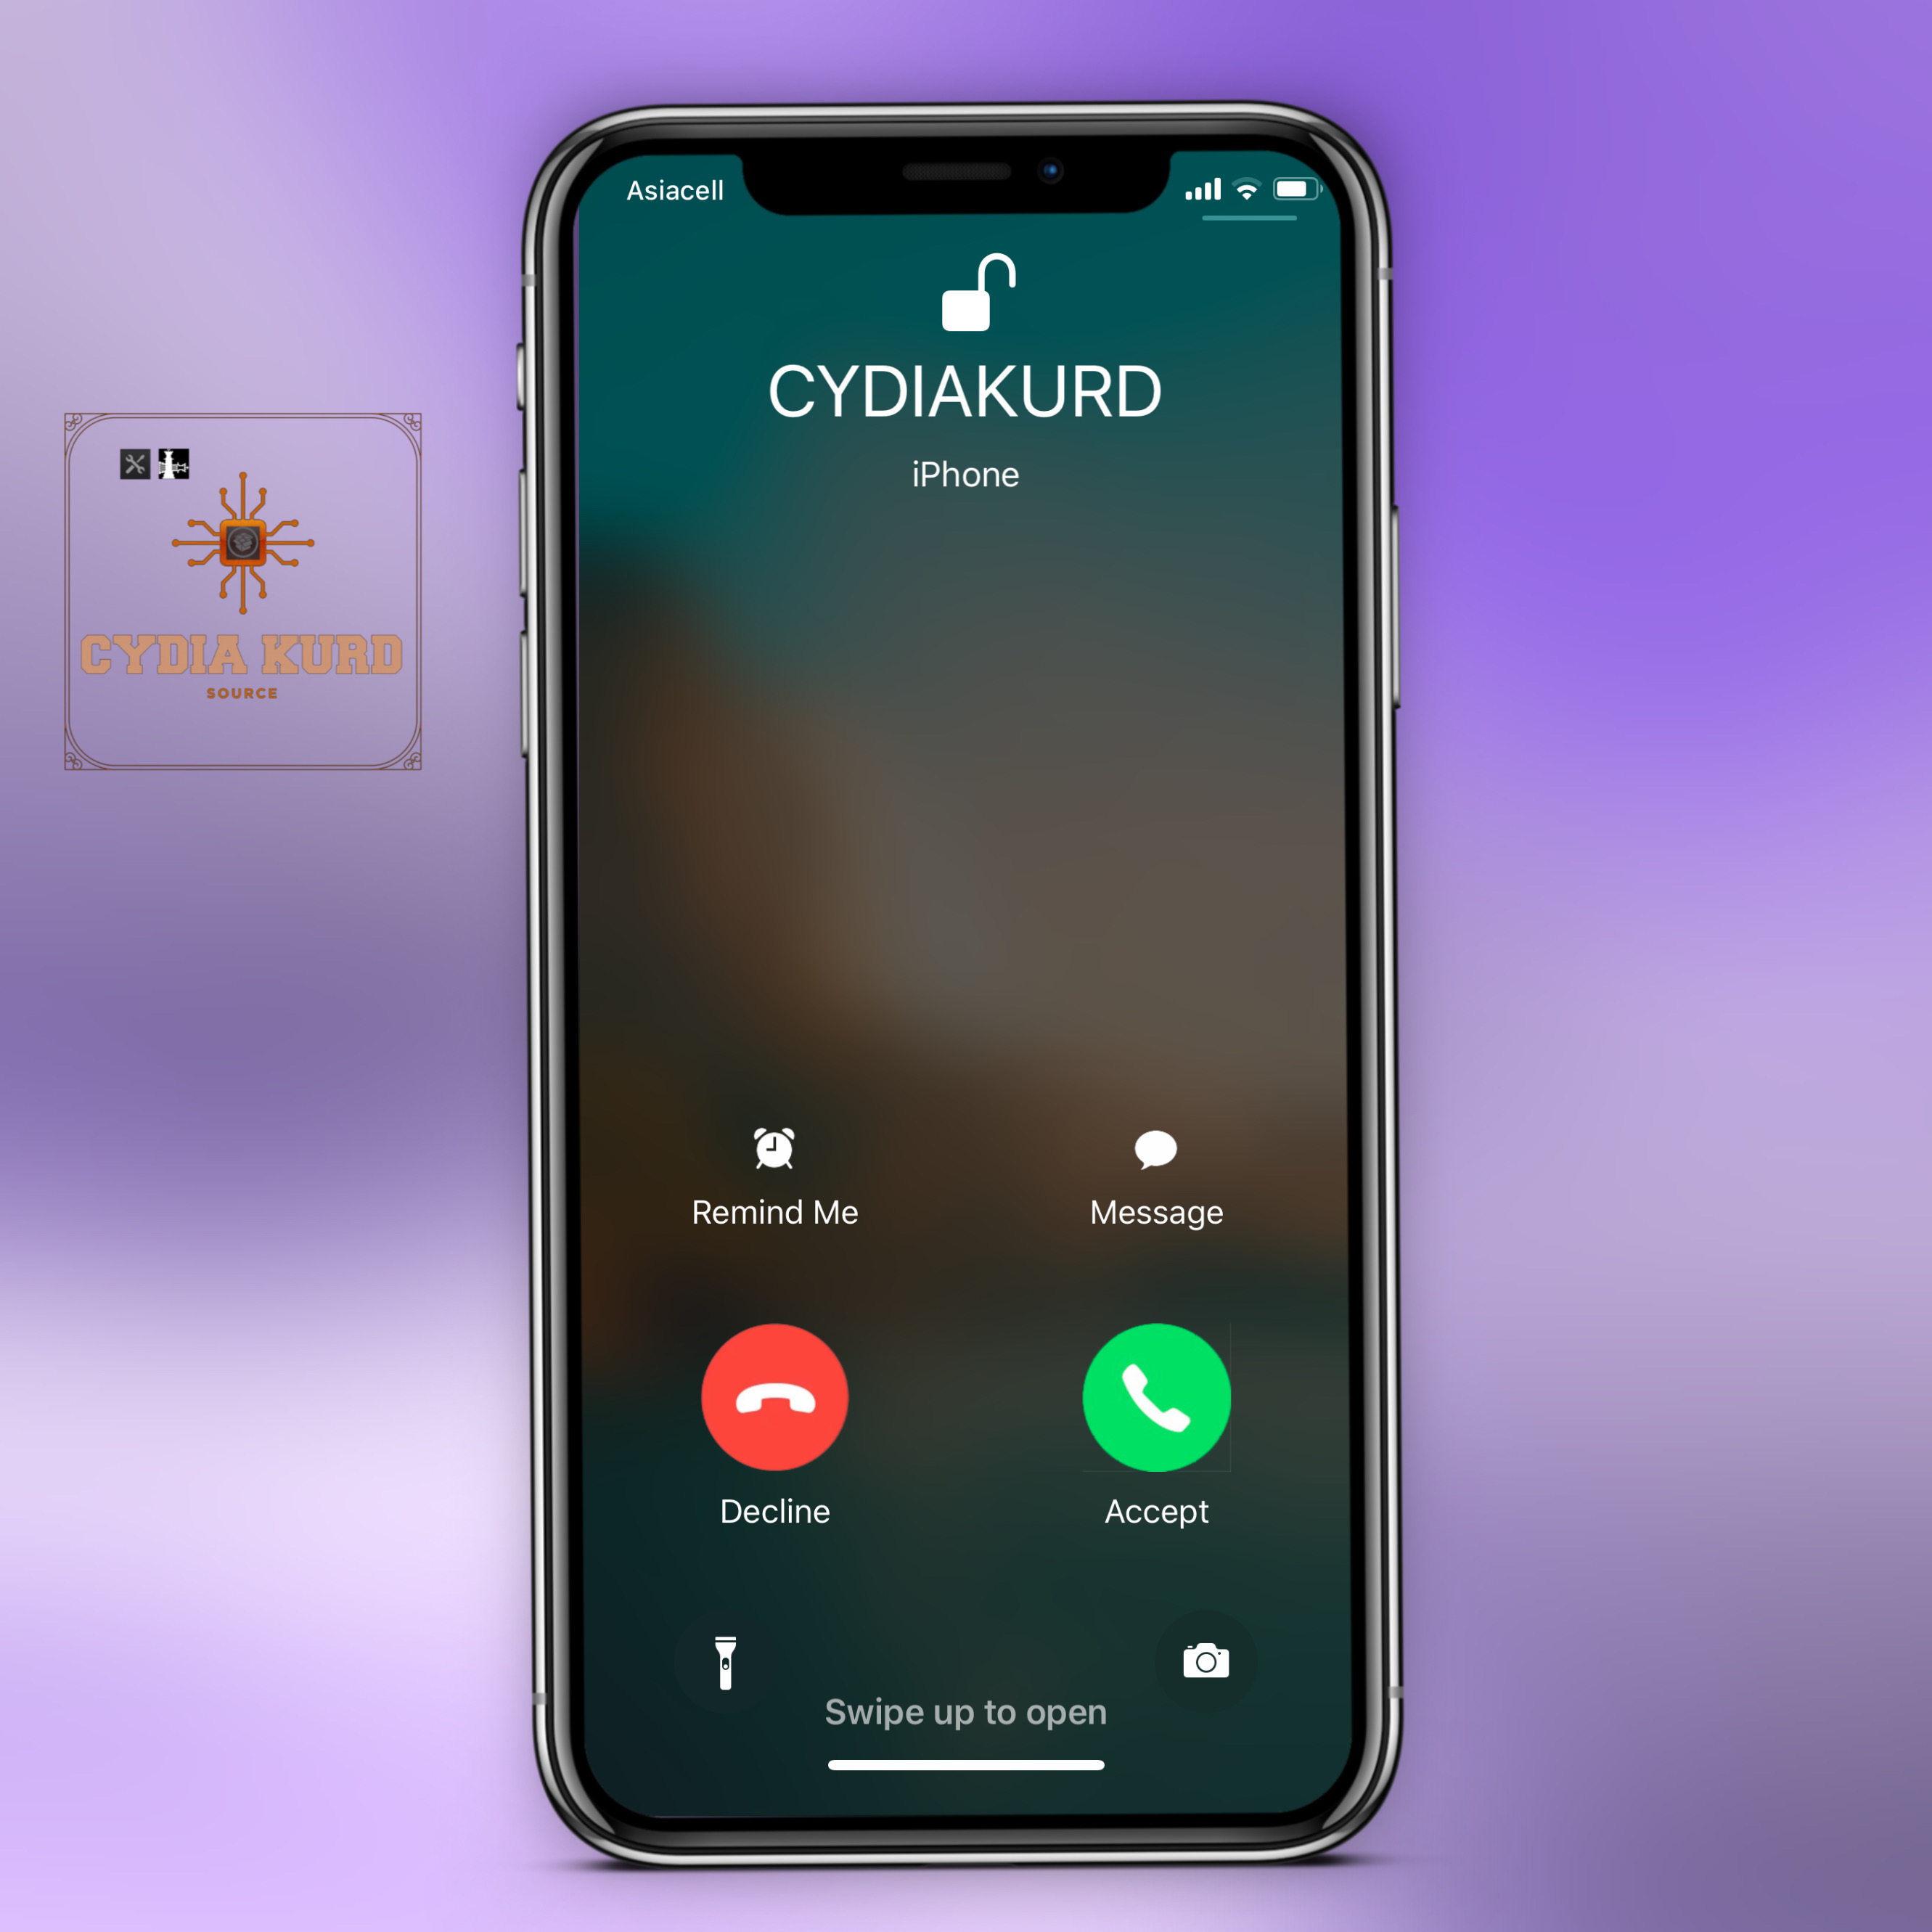 Asiacell
CYDIAKURD
iPhone
CYDIA KURD
SOURCE
Remind Me
Message
Decline
Accept
Swipe up to open